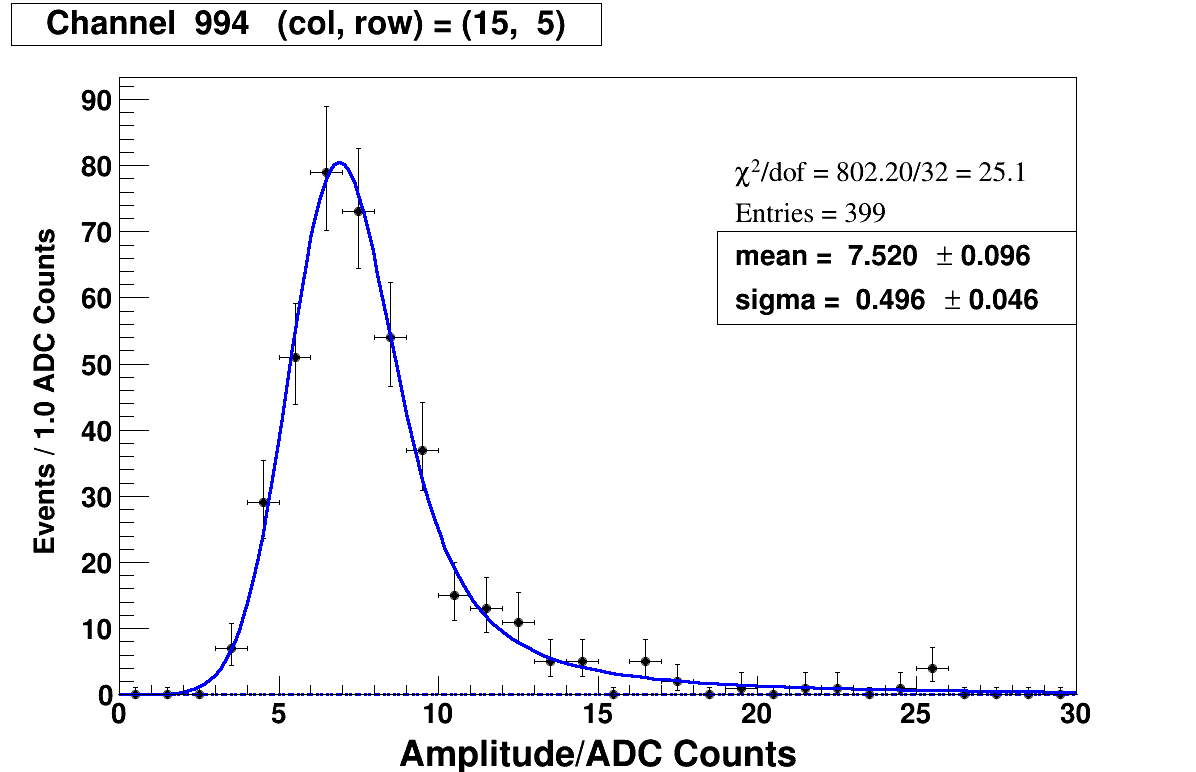 Channel 994 (col, row) = (15, 5)
90
80
70
60
50
40
30
20
10
0
Events / 1.0 ADC Counts
χ²/dof = 802.20/32 = 25.1
Entries = 399
mean = 7.520 ± 0.096
sigma = 0.496 ± 0.046
0 5 10 15 20 25 30
Amplitude/ADC Counts